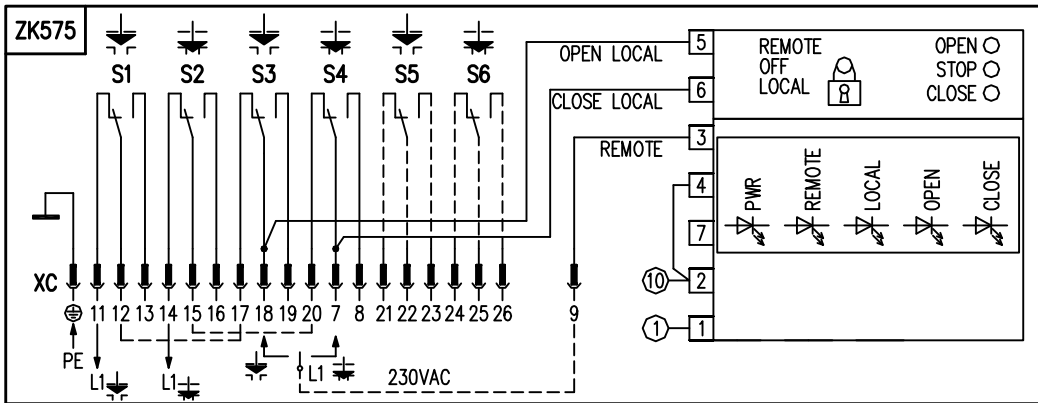 ZK575
S1 S2 S3 S4 S5 S6
OPEN LOCAL
CLOSE LOCAL
REMOTE
5
6
3
4
7
2
1
10
1
REMOTE
OFF
LOCAL
OPEN
STOP
CLOSE
PWR
REMOTE
LOCAL
OPEN
CLOSE
XC
11 12 13 14 15 16 17 18 19 20 7 8 21 22 23 24 25 26 9
PE
L1
L1
L1
230VAC